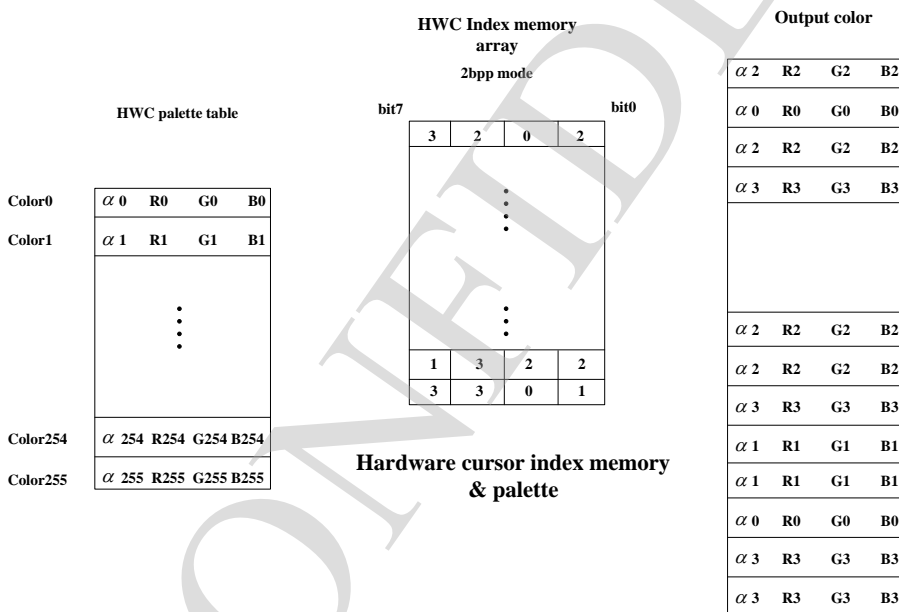 HWC Index memory
array
2bpp mode
Output color
HWC palette table
bit7
bit0
3 2 0 2
Color0
α 0 R0 G0 B0
Color1
α 1 R1 G1 B1
Color254
α 254 R254 G254 B254
Color255
α 255 R255 G255 B255
1 3 2 2
3 3 0 1
Hardware cursor index memory
& palette
α 2 R2 G2 B2
α 0 R0 G0 B0
α 2 R2 G2 B2
α 3 R3 G3 B3
α 2 R2 G2 B2
α 2 R2 G2 B2
α 3 R3 G3 B3
α 1 R1 G1 B1
α 1 R1 G1 B1
α 0 R0 G0 B0
α 3 R3 G3 B3
α 3 R3 G3 B3
ONFIDE